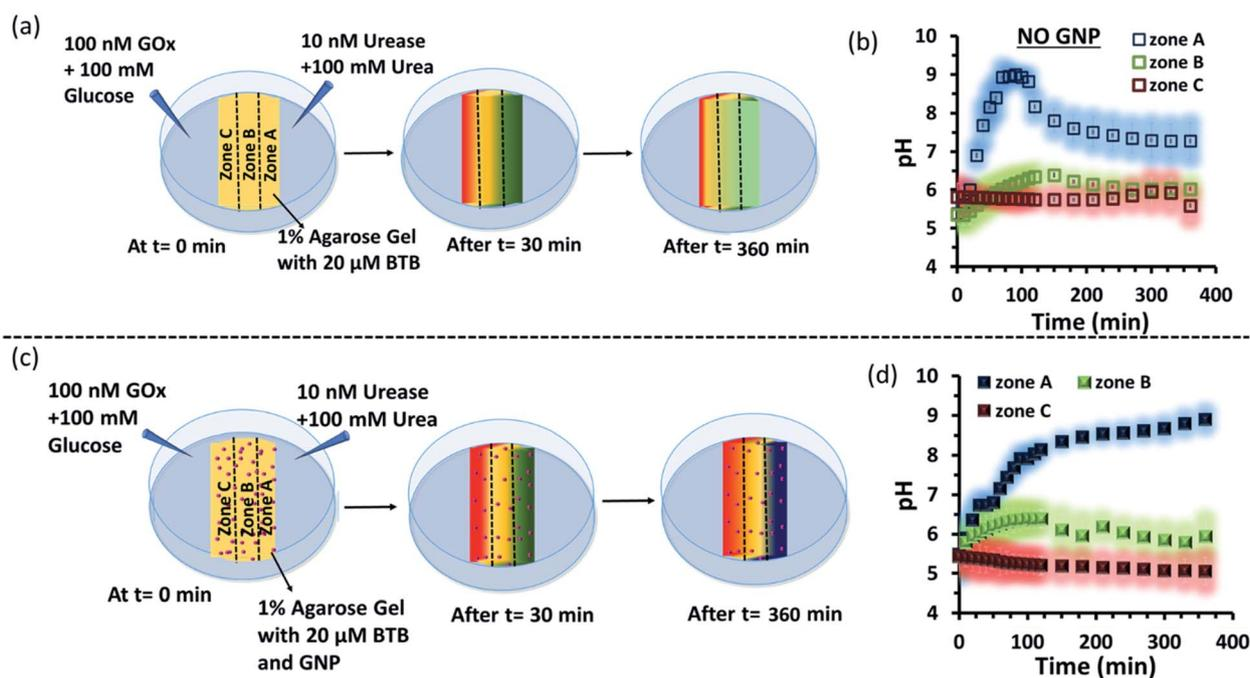 (a)
100 nM GOx
+ 100 mM
Glucose
10 nM Urease
+100 mM Urea
Zone C
Zone B
Zone A
At t= 0 min
1% Agarose Gel
with 20 µM BTB
After t= 30 min
After t= 360 min
(b)
NO GNP
zone A
zone B
zone C
pH
10
9
8
7
6
5
4
0 100 200 300 400
Time (min)
(c)
100 nM GOx
+100 mM
Glucose
10 nM Urease
+100 mM Urea
Zone C
Zone B
Zone A
At t= 0 min
1% Agarose Gel
with 20 µM BTB
and GNP
After t= 30 min
After t= 360 min
(d)
zone A zone B
zone C
pH
10
9
8
7
6
5
4
0 100 200 300 400
Time (min)